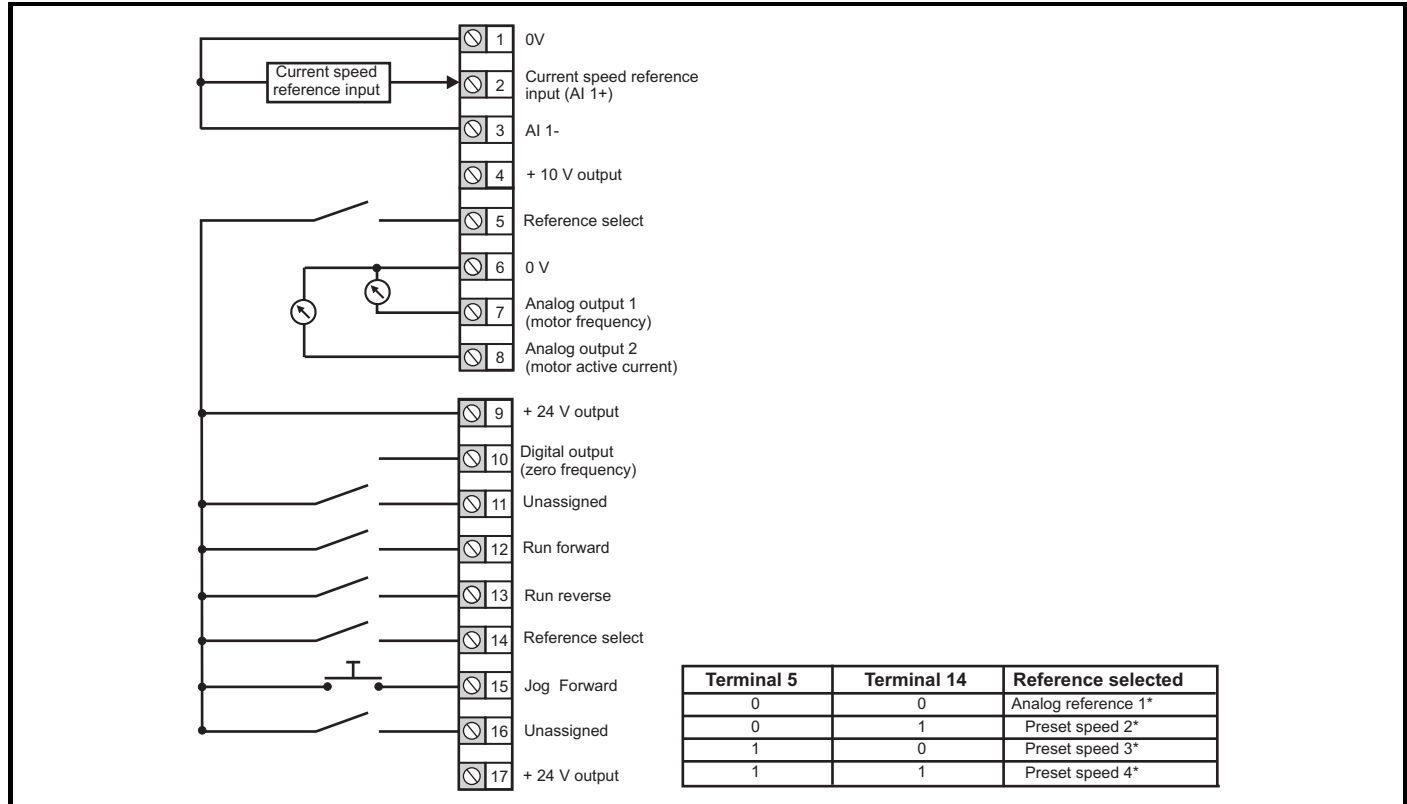 1 0V
Current speed
reference input
2 Current speed reference
input (AI 1+)
3 AI 1-
4 + 10 V output
5 Reference select
6 0 V
7 Analog output 1
(motor frequency)
8 Analog output 2
(motor active current)
9 + 24 V output
10 Digital output
(zero frequency)
11 Unassigned
12 Run forward
13 Run reverse
14 Reference select
15 Jog Forward
16 Unassigned
17 + 24 V output
Terminal 5 Terminal 14 Reference selected
0 0 Analog reference 1*
0 1 Preset speed 2*
1 0 Preset speed 3*
1 1 Preset speed 4*